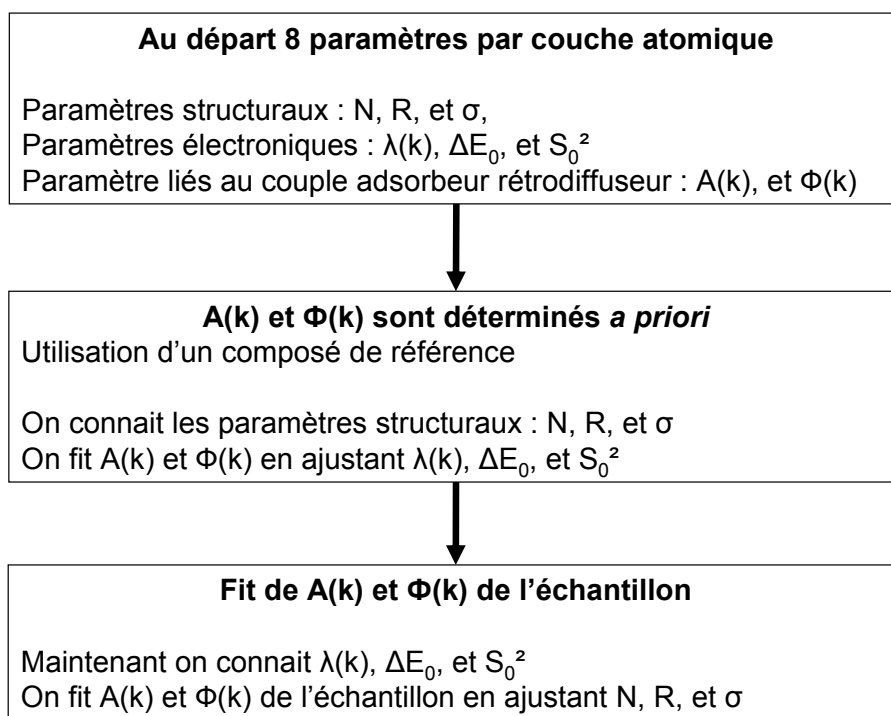 Au départ 8 paramètres par couche atomique
Paramètres structuraux : N, R, et σ,
Paramètres électroniques : λ(k), ΔE₀, et S₀²
Paramètre liés au couple adsorbeur rétrodiffuseur : A(k), et Φ(k)
A(k) et Φ(k) sont déterminés a priori
Utilisation d’un composé de référence
On connait les paramètres structuraux : N, R, et σ
On fit A(k) et Φ(k) en ajustant λ(k), ΔE₀, et S₀²
Fit de A(k) et Φ(k) de l’échantillon
Maintenant on connait λ(k), ΔE₀, et S₀²
On fit A(k) et Φ(k) de l’échantillon en ajustant N, R, et σ